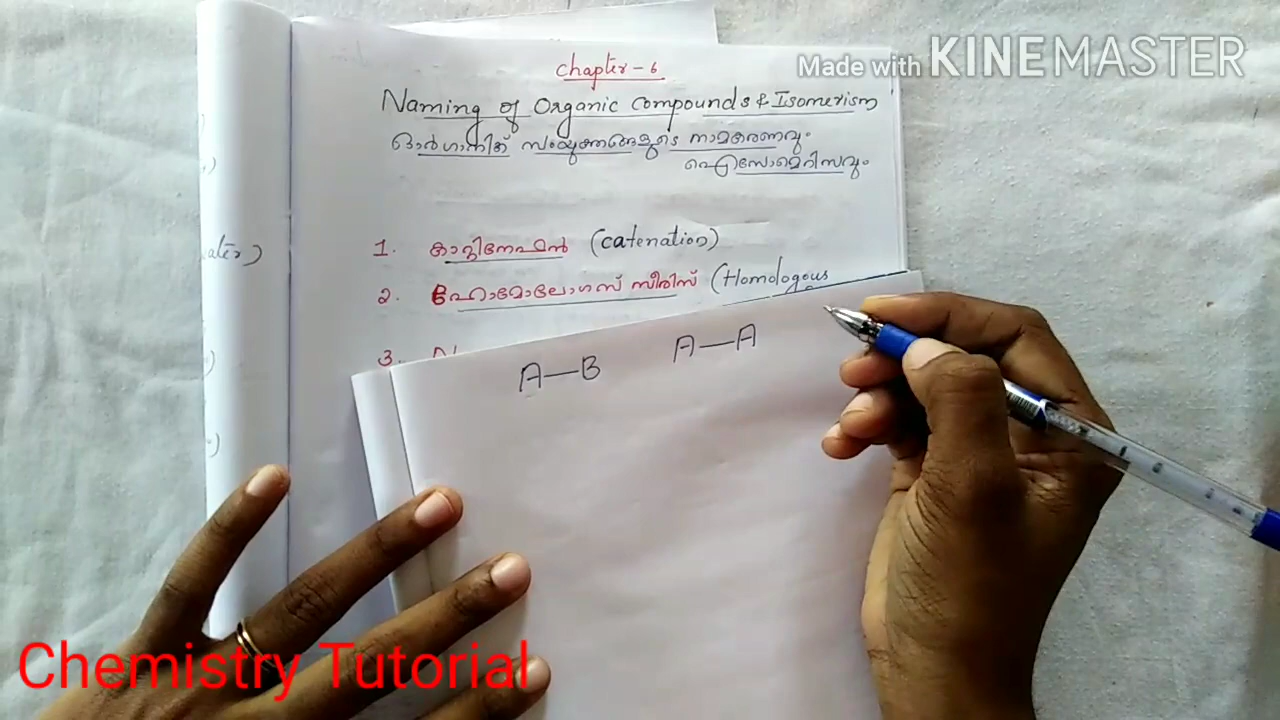 Made with KINEMASTER
Chapter - 6
Naming of Organic Compounds & Isomerism
ഓർഗാനിക് സംയുക്തങ്ങളുടെ നാമകരണവും
ഐസോമെറിസവും
1. കാറ്റിനേഷൻ (catenation)
2. ഹോമോലോഗസ് സീരിസ് (Homologous
3.
A—B A—A
Chemistry Tutorial